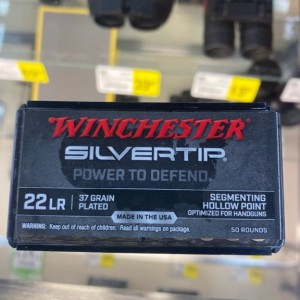 WINCHESTER
SILVERTIP
POWER TO DEFEND.
22 LR
37 GRAIN
PLATED
SEGMENTING
HOLLOW POINT
OPTIMIZED FOR HANDGUNS
MADE IN THE USA
WARNING: Keep out of reach of children. Read all warnings on package.
50 ROUNDS